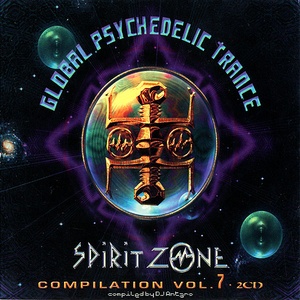 GLOBAL PSYCHEDELIC TRANCE
SPIRIT ZONE
COMPILATION VOL. 7 - 2CD
compiled by DJ Antaro